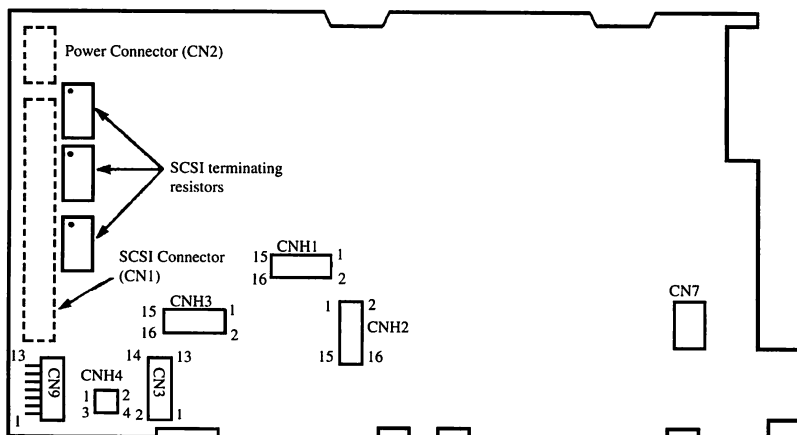 Power Connector (CN2)
SCSI terminating
resistors
SCSI Connector
(CN1)
CNH1
15 1
16 2
CNH3
15 1
16 2
1 2
CNH2
15 16
CN7
13
CN9
1
CNH4
1 2
3 4
14 13
CN3
2 1